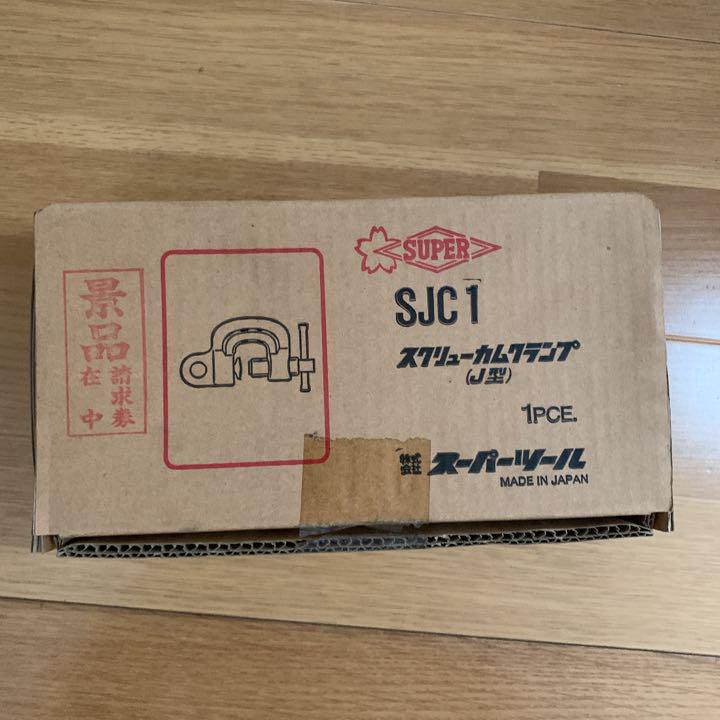 景品
請求券
在中
SUPER
SJC1
スクリューカムクランプ
(J型)
1PCE.
株式会社 スーパーツール
MADE IN JAPAN